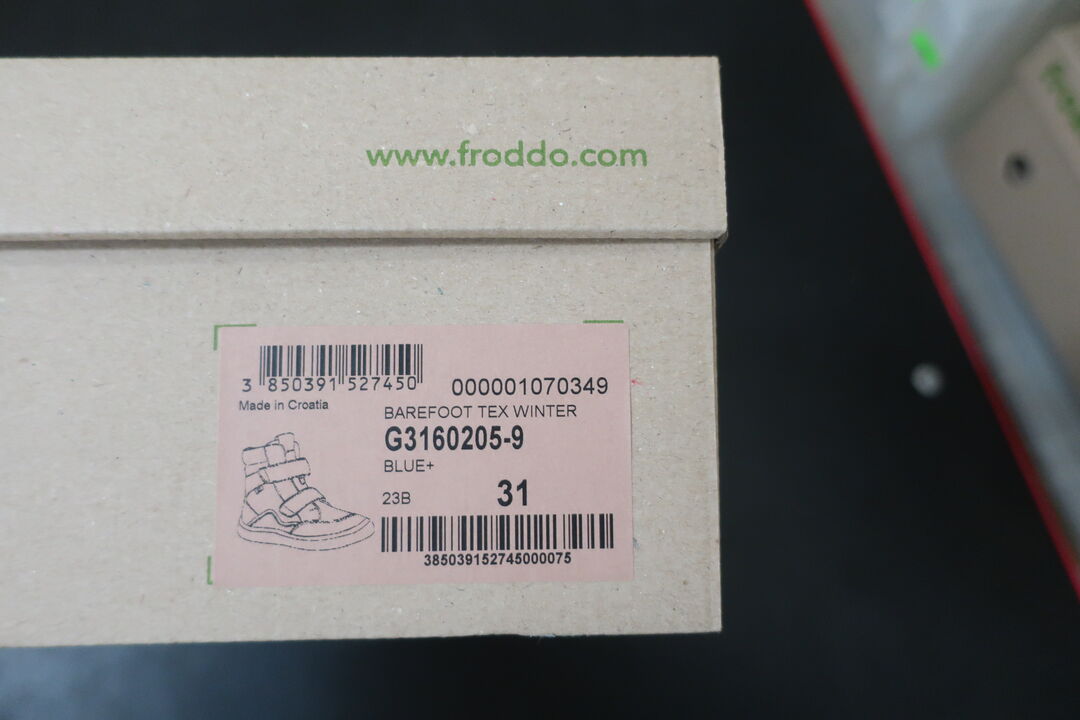 www.froddo.com
3 850391 527450
000001070349
Made in Croatia
BAREFOOT TEX WINTER
G3160205-9
BLUE+
23B
31
385039152745000075